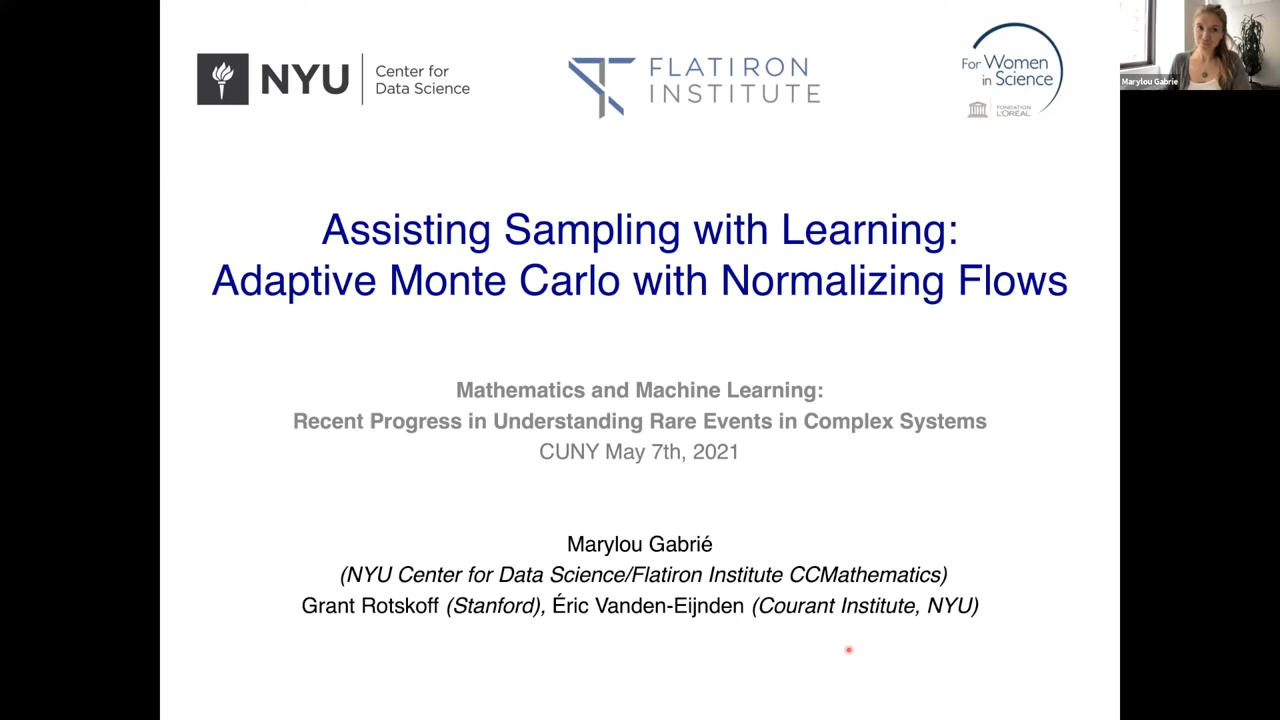 NYU
Center for
Data Science
FLATIRON
INSTITUTE
For Women
in Science
FONDATION
L'ORÉAL
Marylou Gabrie
Assisting Sampling with Learning:
Adaptive Monte Carlo with Normalizing Flows
Mathematics and Machine Learning:
Recent Progress in Understanding Rare Events in Complex Systems
CUNY May 7th, 2021
Marylou Gabrié
(NYU Center for Data Science/Flatiron Institute CCMathematics)
Grant Rotskoff (Stanford), Éric Vanden-Eijnden (Courant Institute, NYU)